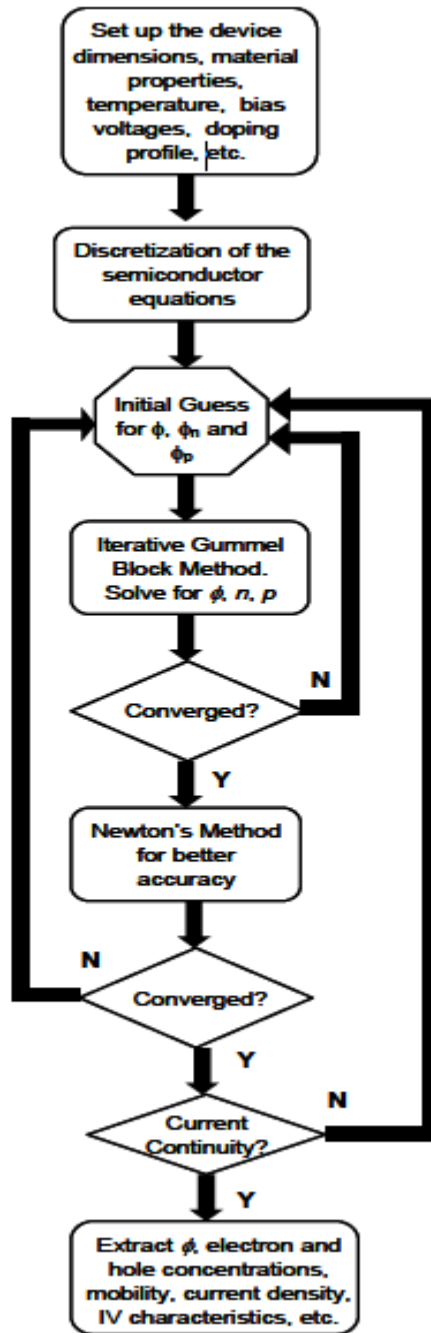 Set up the device
dimensions, material
properties,
temperature, bias
voltages, doping
profile, etc.
Discretization of the
semiconductor
equations
Initial Guess
for ϕ, ϕn and
ϕp
Iterative Gummel
Block Method.
Solve for ϕ, n, p
N
Converged?
Y
Newton's Method
for better
accuracy
N
Converged?
Y
N
Current
Continuity?
Y
Extract ϕ, electron and
hole concentrations,
mobility, current density,
IV characteristics, etc.